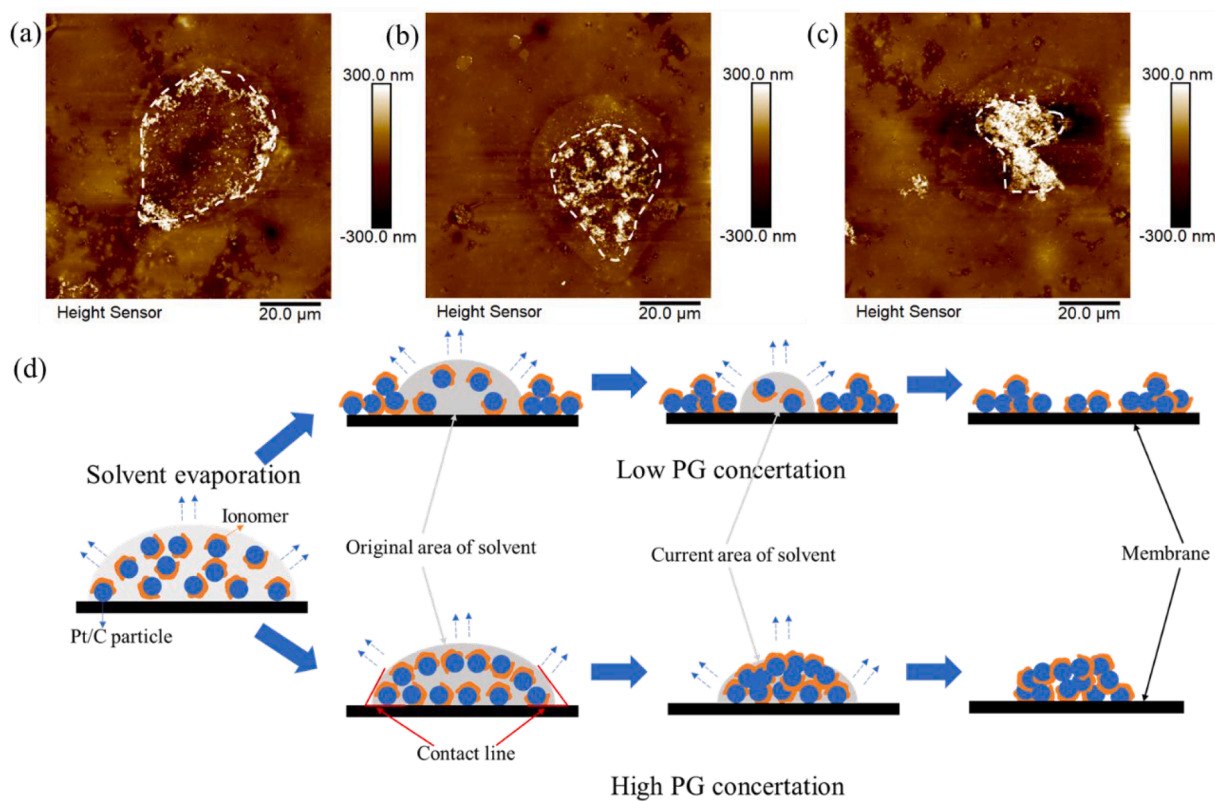 (a)
(b)
(c)
300.0 nm
300.0 nm
300.0 nm
-300.0 nm
-300.0 nm
-300.0 nm
Height Sensor
20.0 µm
Height Sensor
20.0 µm
Height Sensor
20.0 µm
(d)
Solvent evaporation
Low PG concertation
Ionomer
Original area of solvent
Current area of solvent
Membrane
Pt/C particle
Contact line
High PG concertation